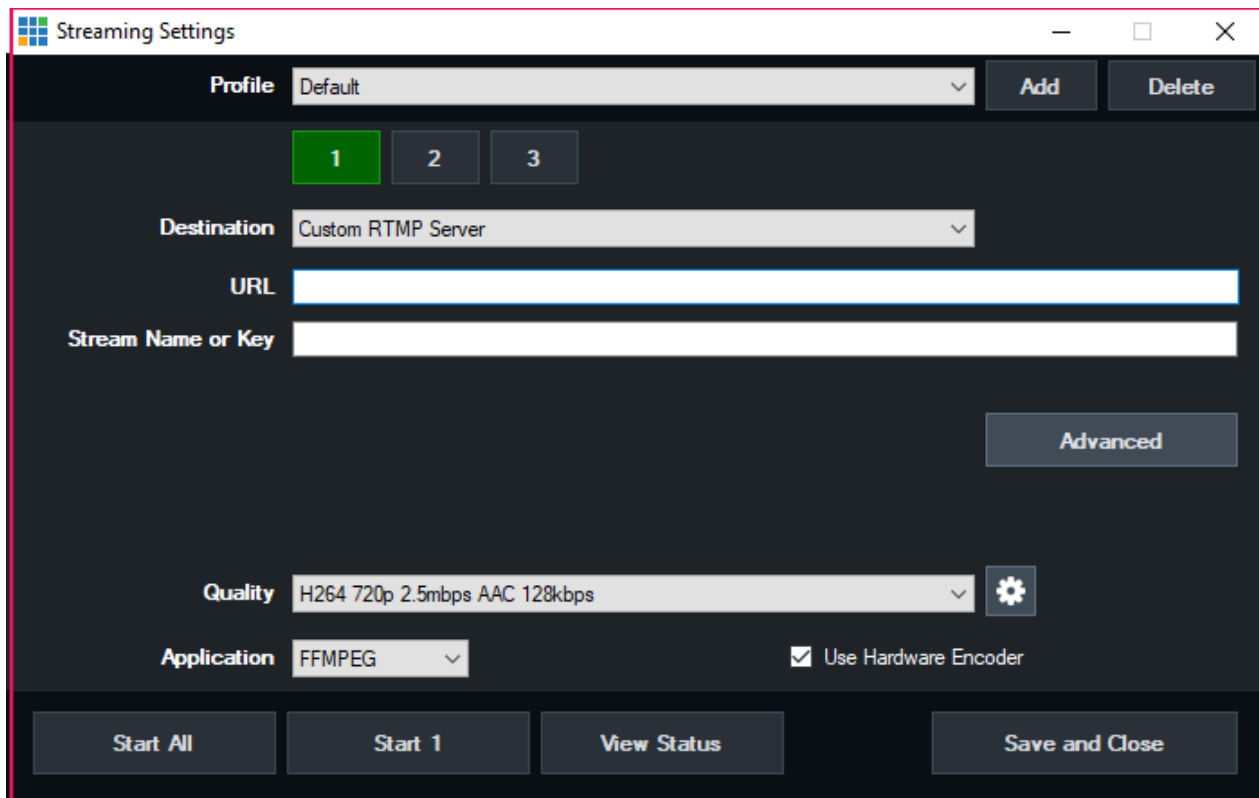 Streaming Settings
Profile Default Add Delete
1 2 3
Destination Custom RTMP Server
URL
Stream Name or Key
Advanced
Quality H264 720p 2.5mbps AAC 128kbps
Application FFMPEG Use Hardware Encoder
Start All Start 1 View Status Save and Close